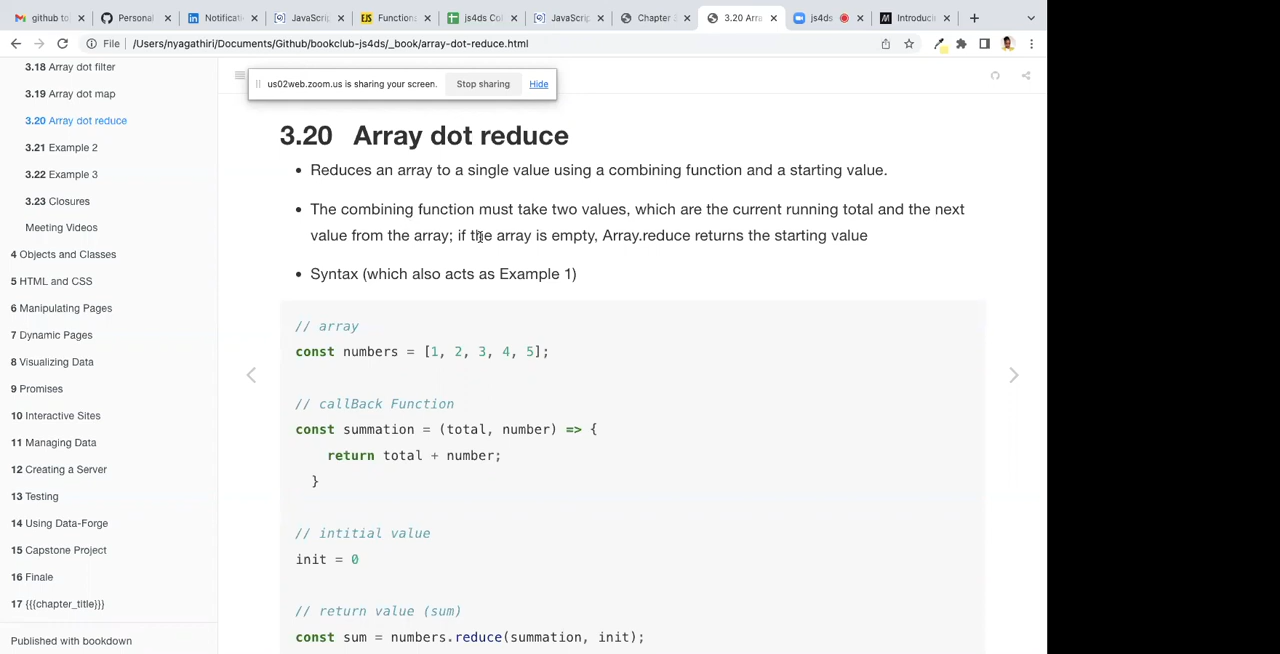 github to
Personal
Notificati
JavaScrip
Function
js4ds Co
JavaScrip
Chapter
3.20 Arra
js4ds
Introduci
File
/Users/nyagathiri/Documents/Github/bookclub-js4ds/_book/array-dot-reduce.html
us02web.zoom.us is sharing your screen.
Stop sharing
Hide
3.18 Array dot filter
3.19 Array dot map
3.20 Array dot reduce
3.21 Example 2
3.22 Example 3
3.23 Closures
Meeting Videos
4 Objects and Classes
5 HTML and CSS
6 Manipulating Pages
7 Dynamic Pages
8 Visualizing Data
9 Promises
10 Interactive Sites
11 Managing Data
12 Creating a Server
13 Testing
14 Using Data-Forge
15 Capstone Project
16 Finale
17 {{{chapter_title}}}
Published with bookdown
3.20 Array dot reduce
Reduces an array to a single value using a combining function and a starting value.
The combining function must take two values, which are the current running total and the next
value from the array; if the array is empty, Array.reduce returns the starting value
Syntax (which also acts as Example 1)
// array
const numbers = [1, 2, 3, 4, 5];
// callBack Function
const summation = (total, number) => {
return total + number;
}
// intitial value
init = 0
// return value (sum)
const sum = numbers.reduce(summation, init);